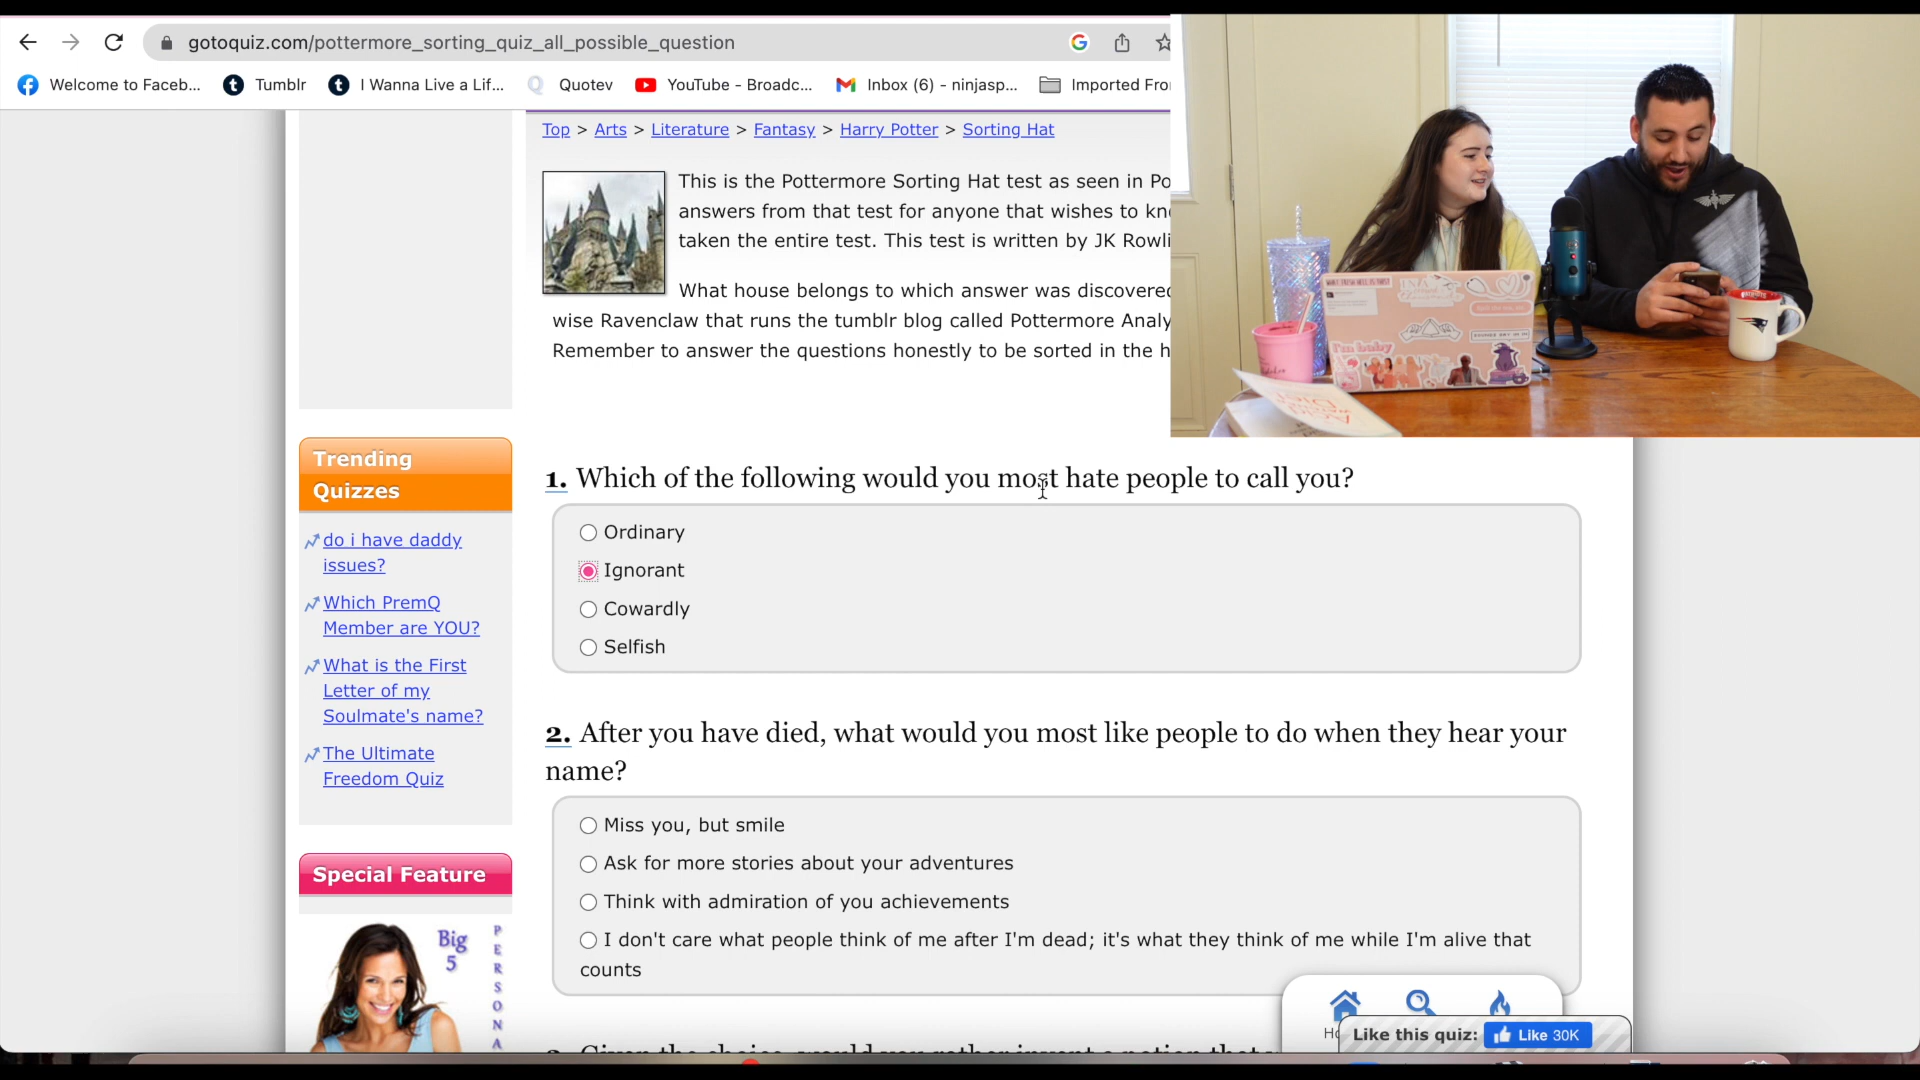 gotoquiz.com/pottermore_sorting_quiz_all_possible_question
Welcome to Faceb...
Tumblr
I Wanna Live a Lif...
Quotev
YouTube - Broadc...
Inbox (6) - ninjasp...
Imported Fro
Top > Arts > Literature > Fantasy > Harry Potter > Sorting Hat
This is the Pottermore Sorting Hat test as seen in Po
answers from that test for anyone that wishes to kn
taken the entire test. This test is written by JK Rowli
What house belongs to which answer was discovered
wise Ravenclaw that runs the tumblr blog called Pottermore Analy
Remember to answer the questions honestly to be sorted in the h
I'm baby
Trending
Quizzes
do i have daddy
issues?
Which PremQ
Member are YOU?
What is the First
Letter of my
Soulmate's name?
The Ultimate
Freedom Quiz
Special Feature
Big
5
PERSONA
1. Which of the following would you most hate people to call you?
Ordinary
Ignorant
Cowardly
Selfish
2. After you have died, what would you most like people to do when they hear your
name?
Miss you, but smile
Ask for more stories about your adventures
Think with admiration of you achievements
I don't care what people think of me after I'm dead; it's what they think of me while I'm alive that
counts
Like this quiz:
Like 30K